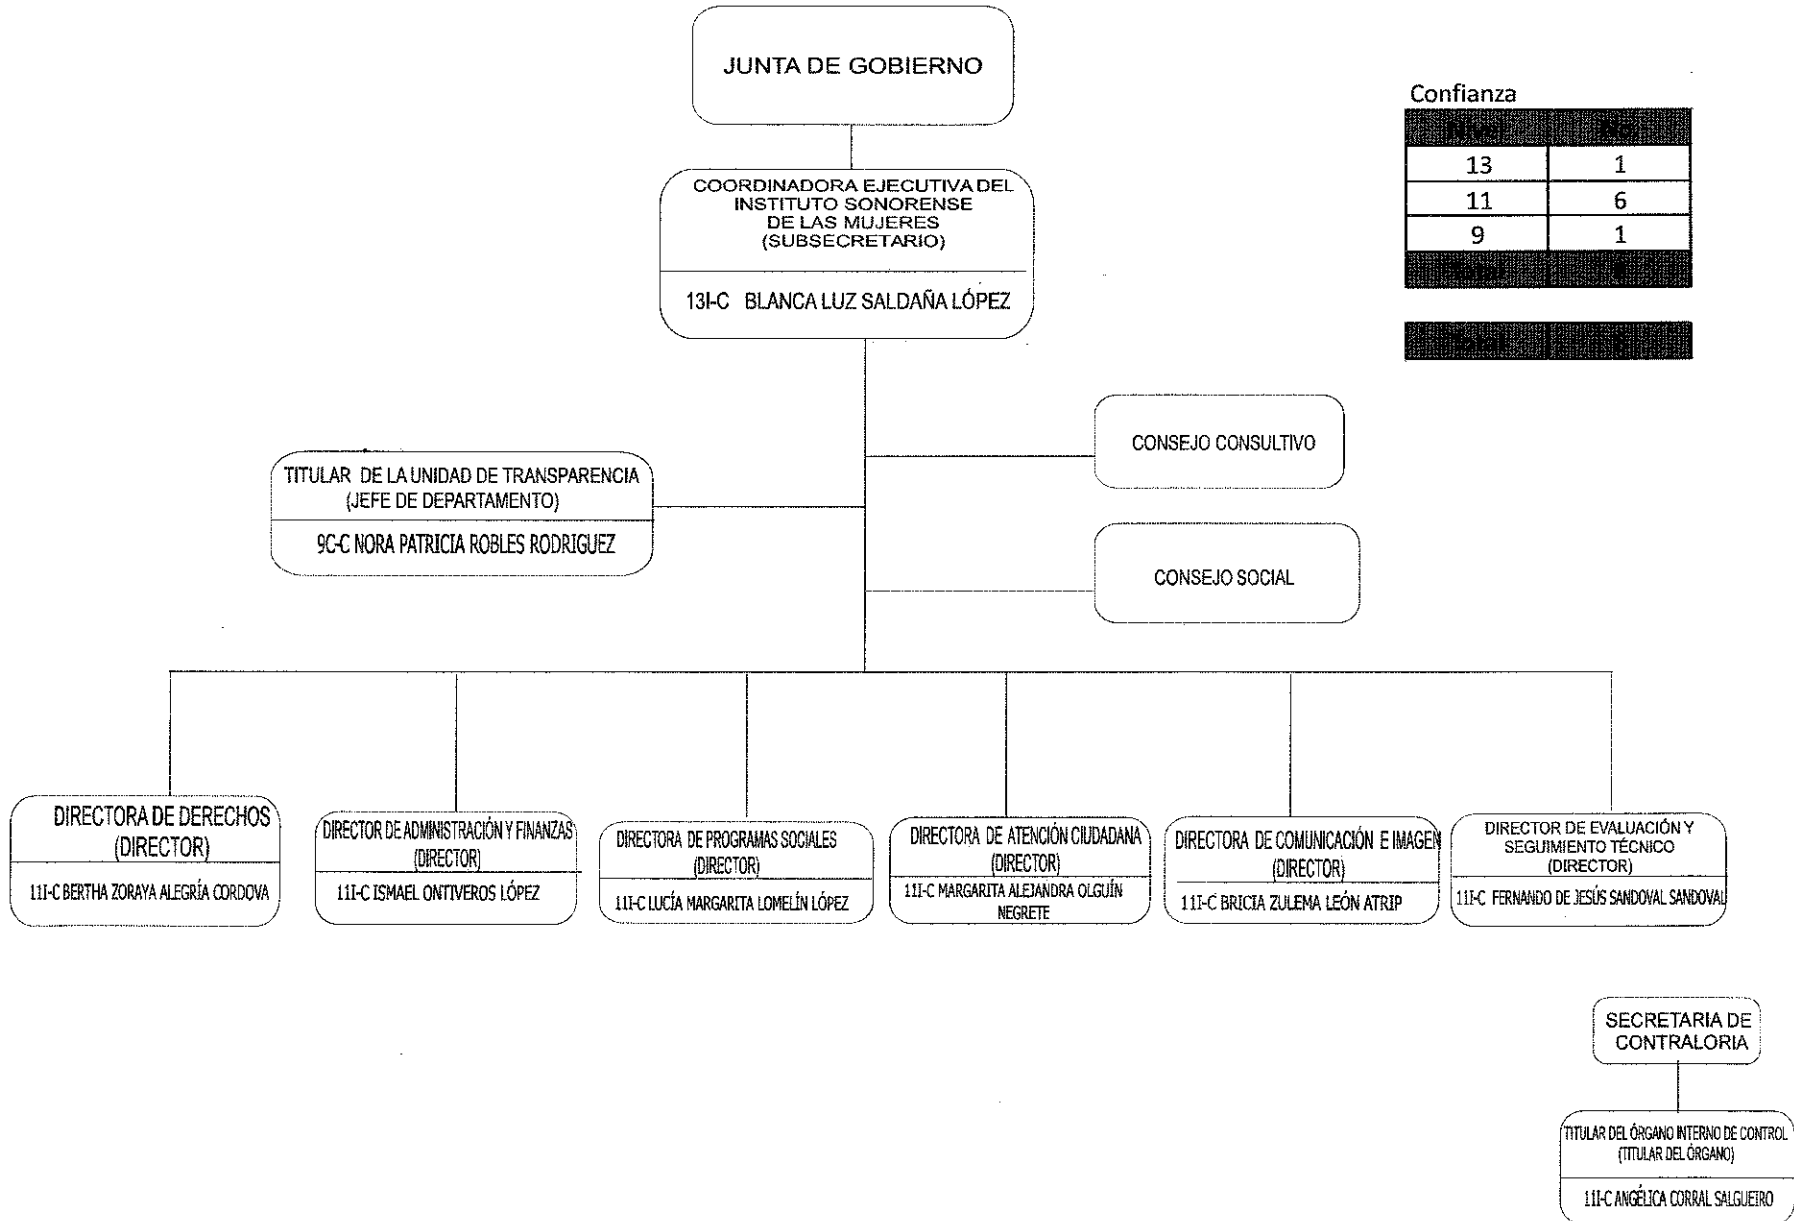 JUNTA DE GOBIERNO
Confianza
Nivel No.
13 1
11 6
9 1
Total 8
Total
COORDINADORA EJECUTIVA DEL
INSTITUTO SONORENSE
DE LAS MUJERES
(SUBSECRETARIO)
13I-C BLANCA LUZ SALDAÑA LÓPEZ
CONSEJO CONSULTIVO
TITULAR DE LA UNIDAD DE TRANSPARENCIA
(JEFE DE DEPARTAMENTO)
9C-C NORA PATRICIA ROBLES RODRIGUEZ
CONSEJO SOCIAL
DIRECTORA DE DERECHOS
(DIRECTOR)
11I-C BERTHA ZORAYA ALEGRÍA CORDOVA
DIRECTOR DE ADMINISTRACIÓN Y FINANZAS
(DIRECTOR)
11I-C ISMAEL ONTIVEROS LÓPEZ
DIRECTORA DE PROGRAMAS SOCIALES
(DIRECTOR)
11I-C LUCÍA MARGARITA LOMELÍN LÓPEZ
DIRECTORA DE ATENCIÓN CIUDADANA
(DIRECTOR)
11I-C MARGARITA ALEJANDRA OLGUÍN
NEGRETE
DIRECTORA DE COMUNICACIÓN E IMAGEN
(DIRECTOR)
11I-C BRICIA ZULEMA LEÓN ATRIP
DIRECTOR DE EVALUACIÓN Y
SEGUIMIENTO TÉCNICO
(DIRECTOR)
11I-C FERNANDO DE JESÚS SANDOVAL SANDOVAL
SECRETARIA DE
CONTRALORIA
TITULAR DEL ÓRGANO INTERNO DE CONTROL
(TITULAR DEL ÓRGANO)
11I-C ANGÉLICA CORRAL SALGUEIRO